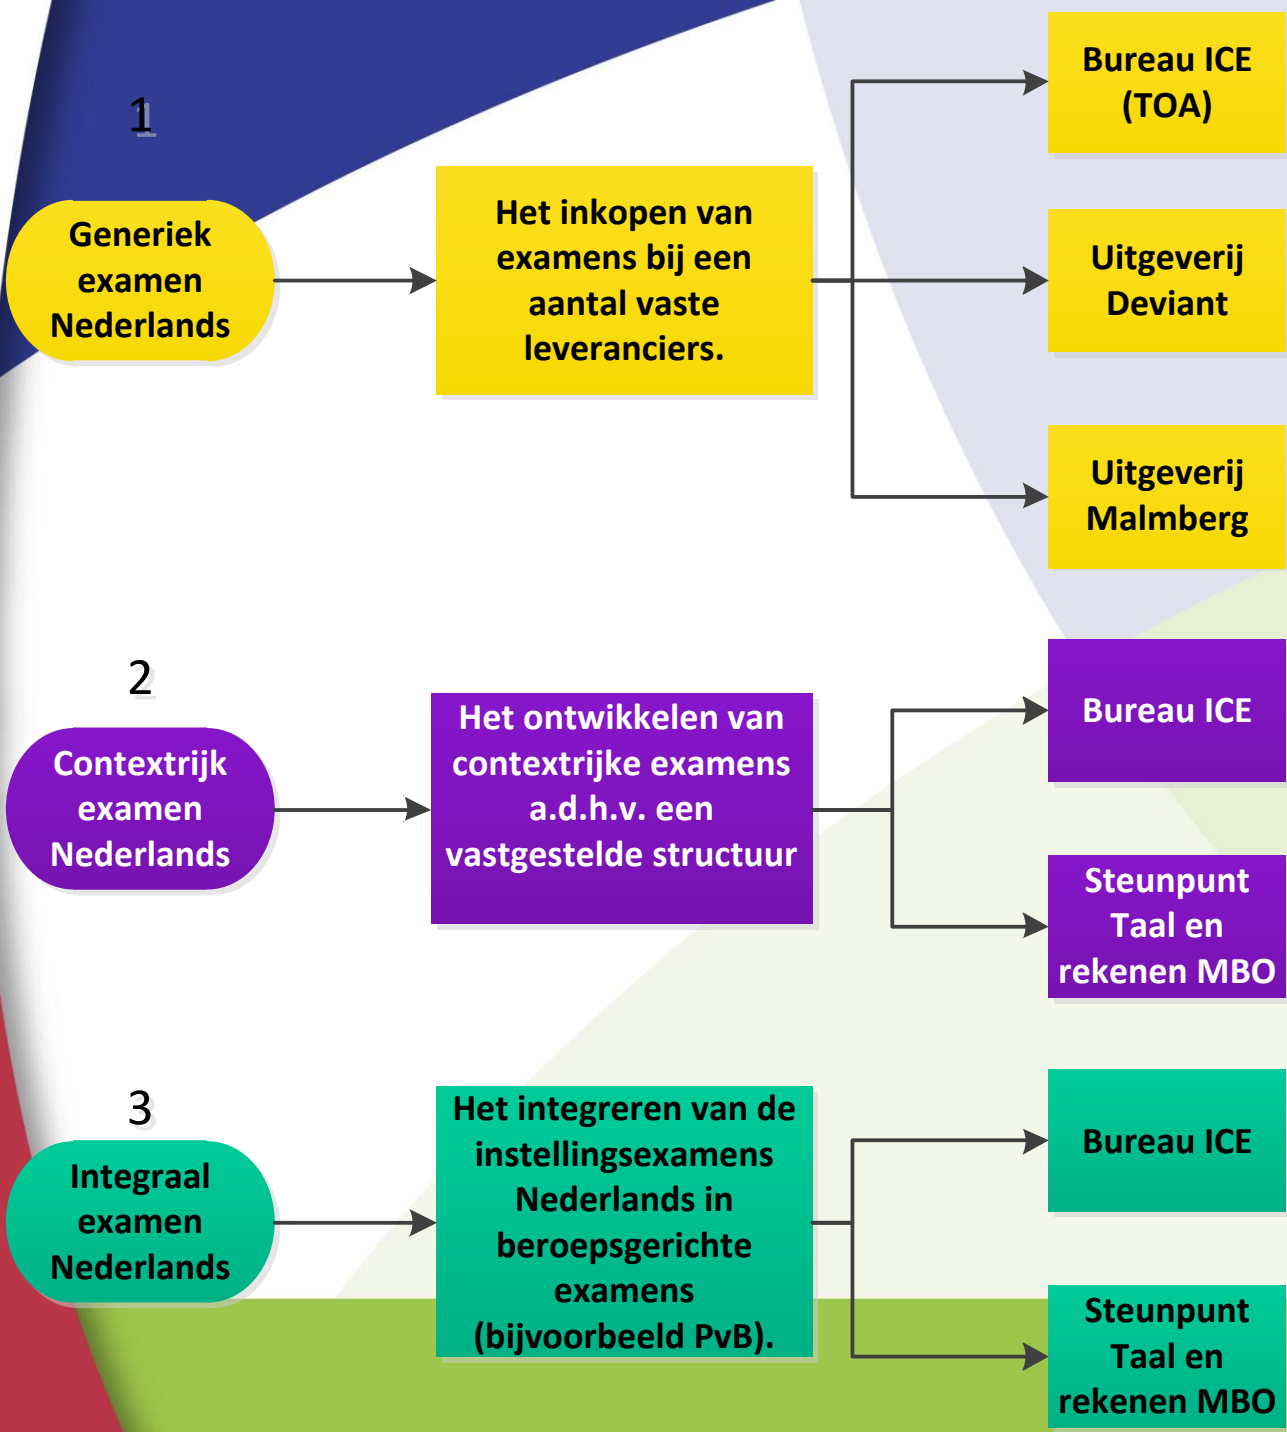 1
Generiek
examen
Nederlands
Het inkopen van
examens bij een
aantal vaste
leveranciers.
Bureau ICE
(TOA)
Uitgeverij
Deviant
Uitgeverij
Malmberg
2
Contextrijk
examen
Nederlands
Het ontwikkelen van
contextrijke examens
a.d.h.v. een
vastgestelde structuur
Bureau ICE
Steunpunt
Taal en
rekenen MBO
3
Integraal
examen
Nederlands
Het integreren van de
instellingsexamens
Nederlands in
beroepsgerichte
examens
(bijvoorbeeld PvB).
Bureau ICE
Steunpunt
Taal en
rekenen MBO